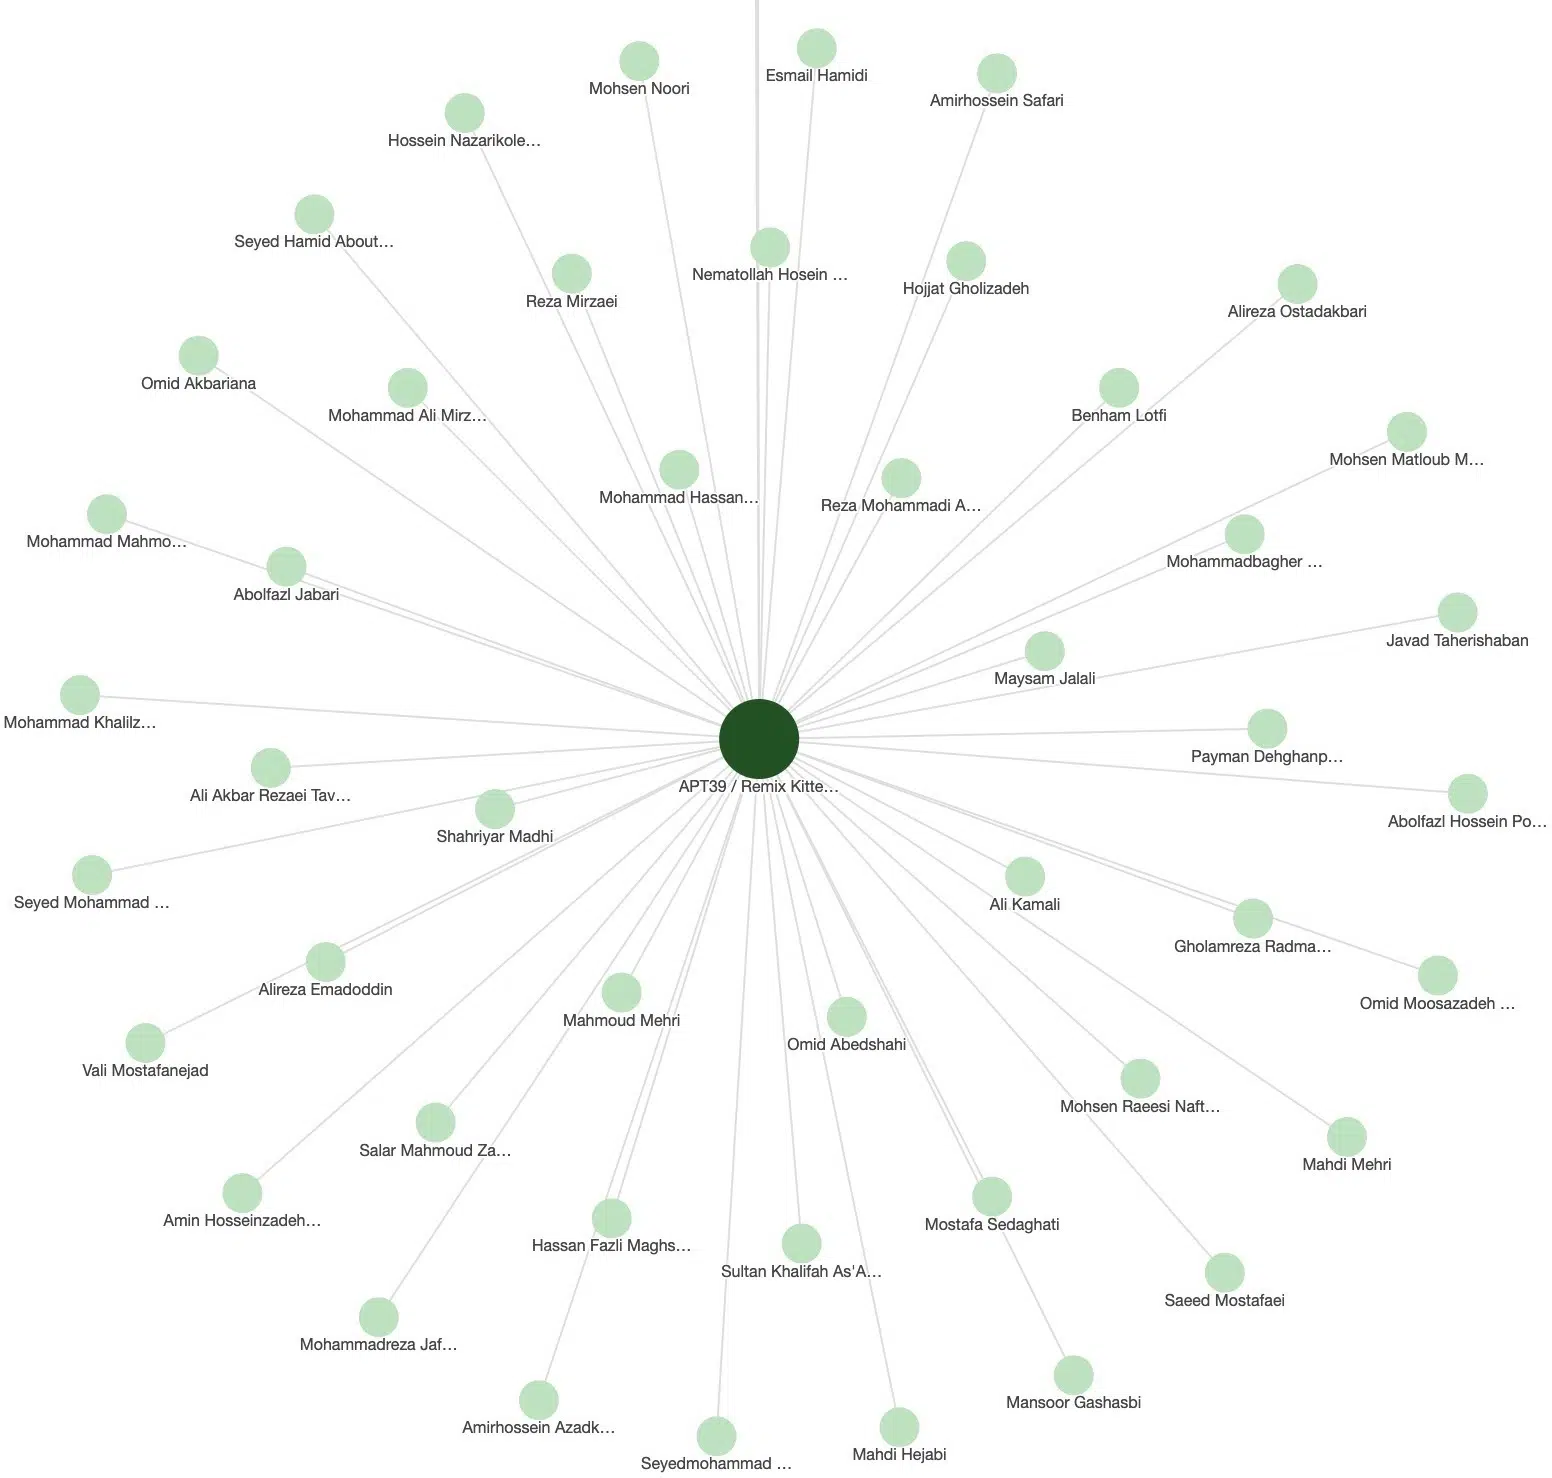 Esmail Hamidi
Mohsen Noori
Amirhossein Safari
Hossein Nazarikole...
Seyed Hamid About...
Nematollah Hosein ...
Hojjat Gholizadeh
Reza Mirzaei
Alireza Ostadakbari
Omid Akbariana
Mohammad Ali Mirz...
Benham Lotfi
Mohsen Matloub M...
Mohammad Hassan...
Reza Mohammadi A...
Mohammad Mahmo...
Mohammadbagher ...
Abolfazl Jabari
Javad Taherishaban
Maysam Jalali
Mohammad Khalilz...
Payman Dehghanp...
APT39 / Remix Kitte...
Ali Akbar Rezaei Tav...
Abolfazl Hossein Po...
Shahriyar Madhi
Seyed Mohammad ...
Ali Kamali
Gholamreza Radma...
Alireza Emadoddin
Omid Moosazadeh ...
Mahmoud Mehri
Omid Abedshahi
Vali Mostafanejad
Mohsen Raeesi Naft...
Salar Mahmoud Za...
Mahdi Mehri
Amin Hosseinzadeh...
Mostafa Sedaghati
Hassan Fazli Maghs...
Sultan Khalifah As'A...
Saeed Mostafaei
Mohammadreza Jaf...
Mansoor Gashasbi
Amirhossein Azadk...
Mahdi Hejabi
Seyedmohammad ...